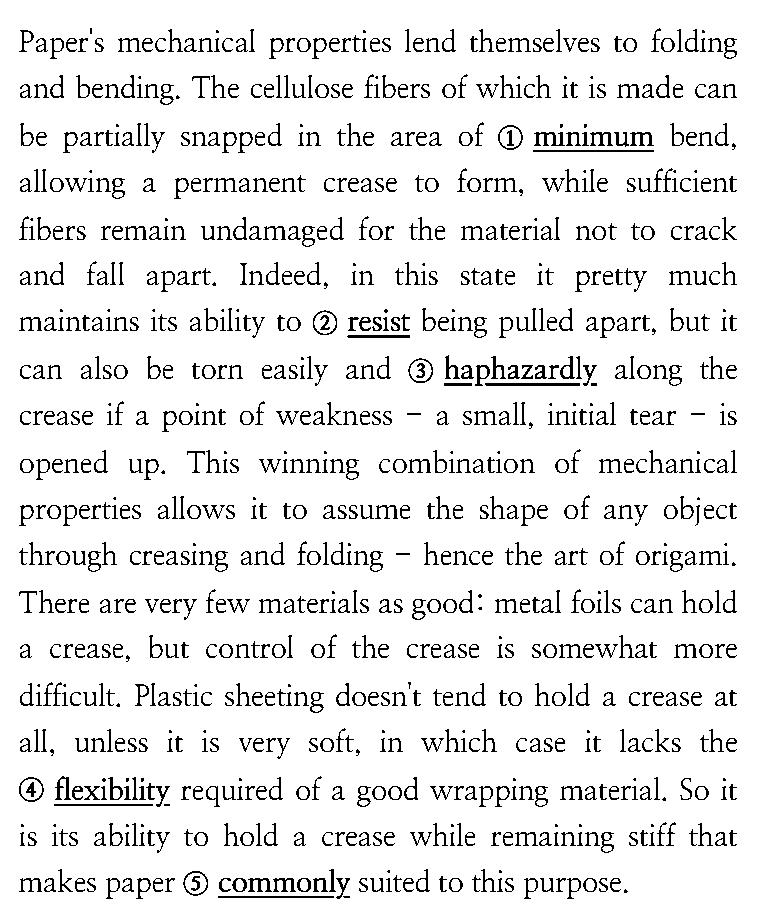 Paper's mechanical properties lend themselves to folding
and bending. The cellulose fibers of which it is made can
be partially snapped in the area of ① minimum bend,
allowing a permanent crease to form, while sufficient
fibers remain undamaged for the material not to crack
and fall apart. Indeed, in this state it pretty much
maintains its ability to ② resist being pulled apart, but it
can also be torn easily and ③ haphazardly along the
crease if a point of weakness − a small, initial tear − is
opened up. This winning combination of mechanical
properties allows it to assume the shape of any object
through creasing and folding − hence the art of origami.
There are very few materials as good: metal foils can hold
a crease, but control of the crease is somewhat more
difficult. Plastic sheeting doesn't tend to hold a crease at
all, unless it is very soft, in which case it lacks the
④ flexibility required of a good wrapping material. So it
is its ability to hold a crease while remaining stiff that
makes paper ⑤ commonly suited to this purpose.